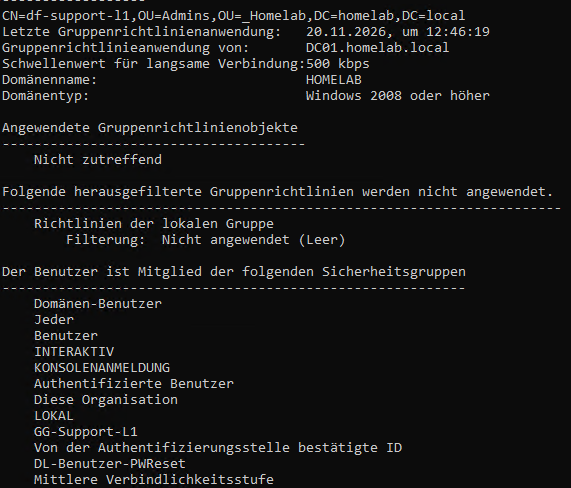 CN=df-support-l1,OU=Admins,OU=_Homelab,DC=homelab,DC=local
Letzte Gruppenrichtlinienanwendung: 20.11.2026, um 12:46:19
Gruppenrichtlinieanwendung von: DC01.homelab.local
Schwellenwert für langsame Verbindung:500 kbps
Domänenname: HOMELAB
Domänentyp: Windows 2008 oder höher
Angewendete Gruppenrichtlinienobjekte
--------------------------------------
Nicht zutreffend
Folgende herausgefilterte Gruppenrichtlinien werden nicht angewendet.
----------------------------------------------------------------------
Richtlinien der lokalen Gruppe
Filterung: Nicht angewendet (Leer)
Der Benutzer ist Mitglied der folgenden Sicherheitsgruppen
----------------------------------------------------------
Domänen-Benutzer
Jeder
Benutzer
INTERAKTIV
KONSOLENANMELDUNG
Authentifizierte Benutzer
Diese Organisation
LOKAL
GG-Support-L1
Von der Authentifizierungsstelle bestätigte ID
DL-Benutzer-PWReset
Mittlere Verbindlichkeitsstufe